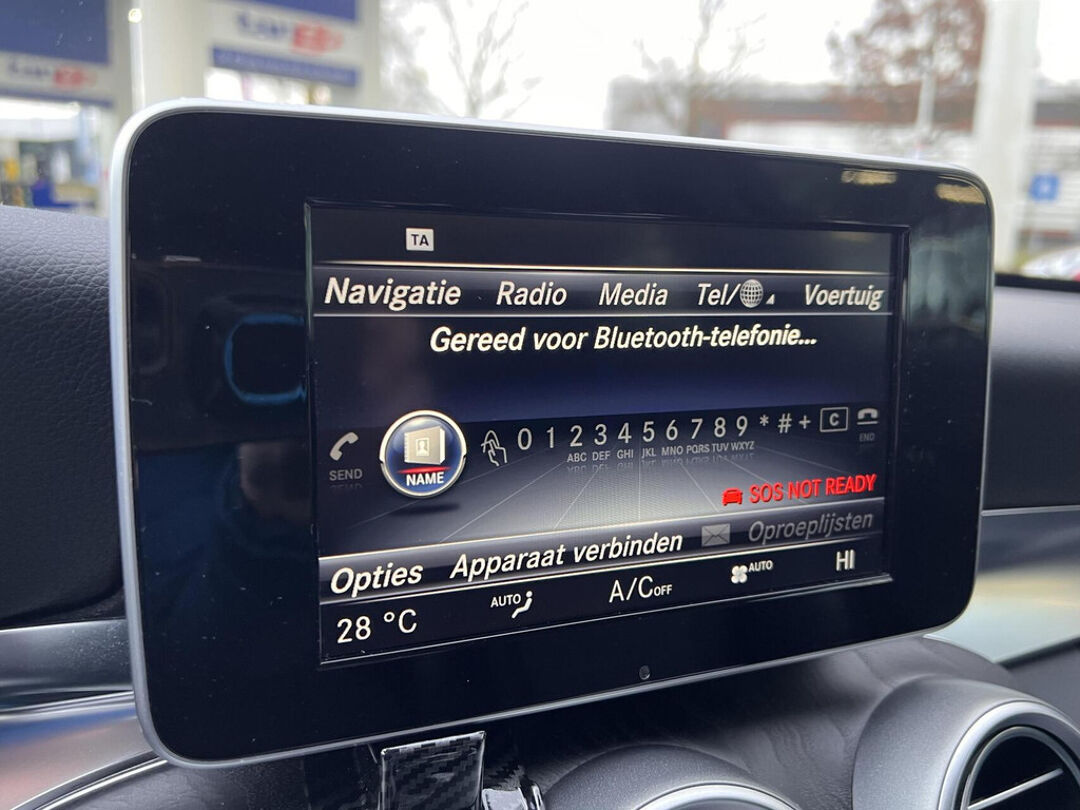 TA
Navigatie Radio Media Tel/ Voertuig
Gereed voor Bluetooth-telefonie...
SEND NAME 0 1 2 3 4 5 6 7 8 9 * # + C END
ABC DEF GHI JKL MNO PQRS TUV WXYZ
SOS NOT READY
Opties Apparaat verbinden Oproeplijsten
28 °C AUTO A/C OFF AUTO HI